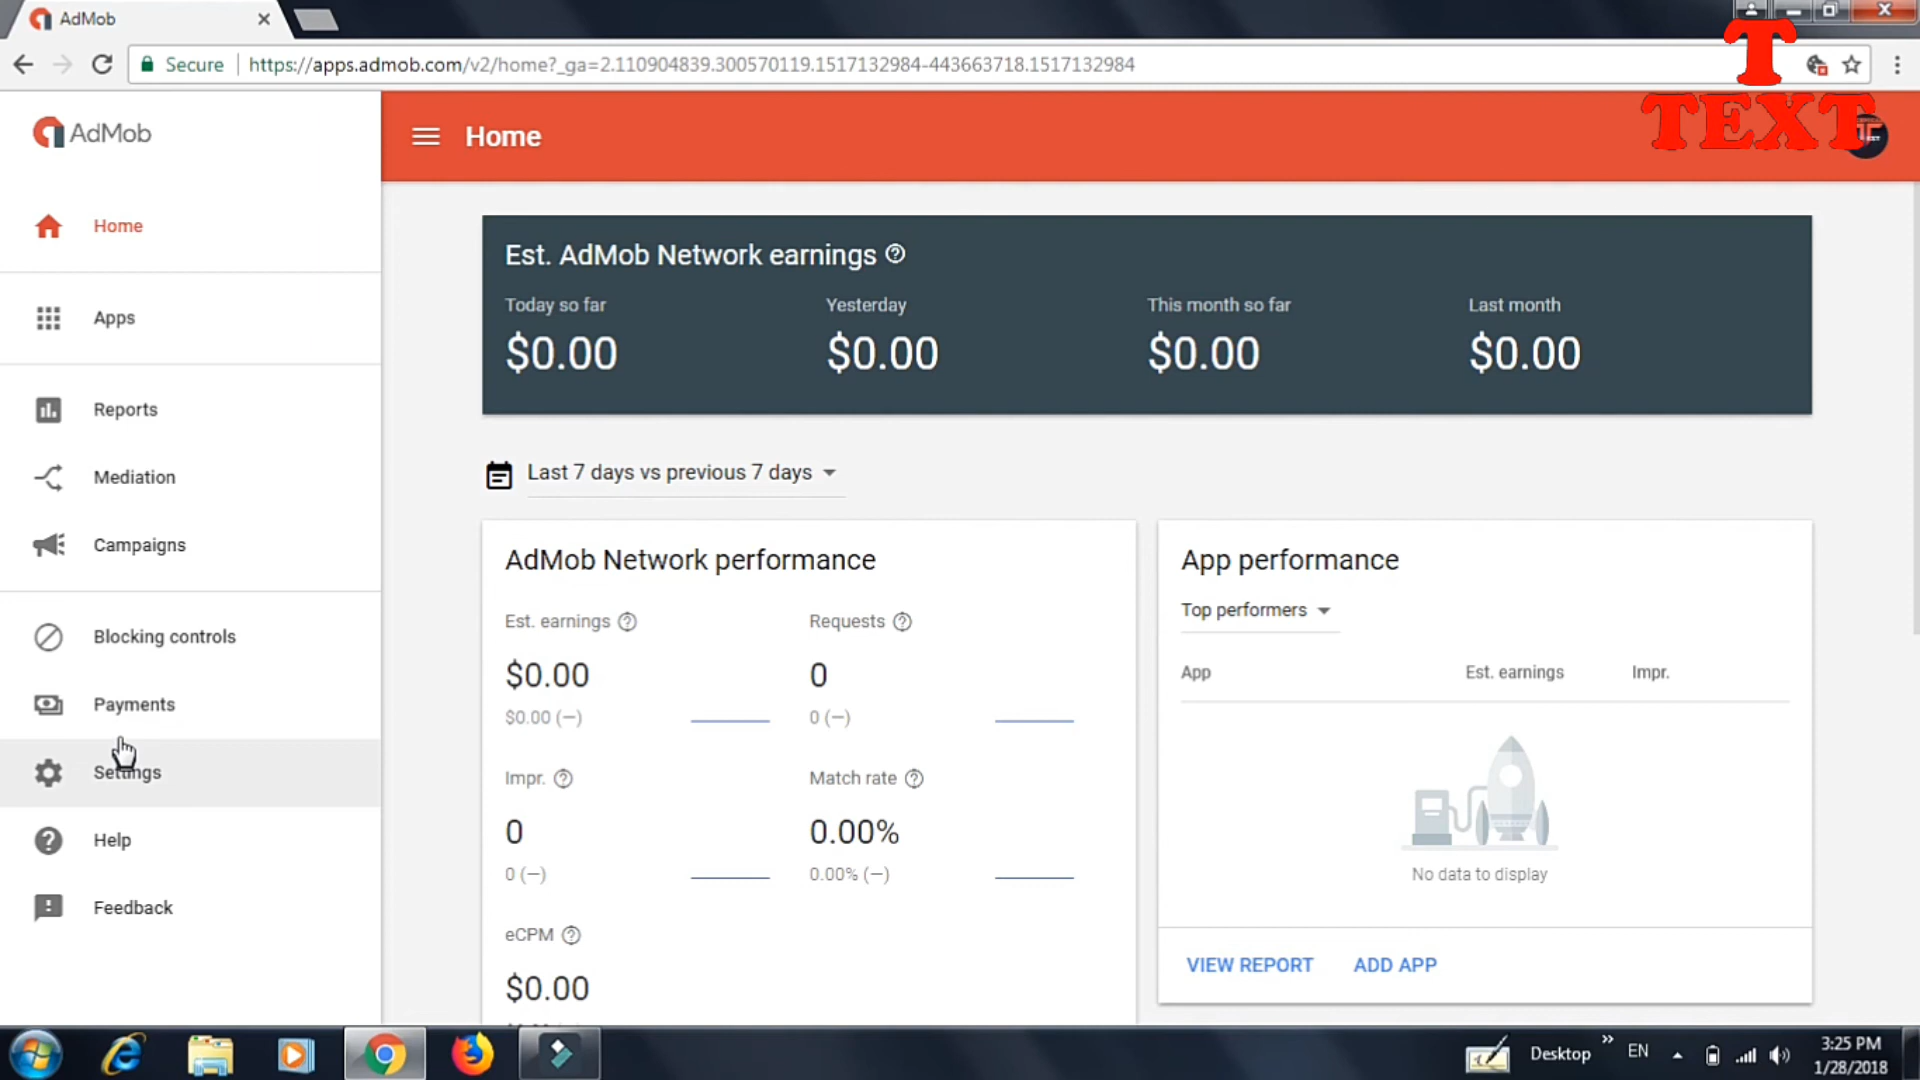 AdMob
Secure
https://apps.admob.com/v2/home?_ga=2.110904839.300570119.1517132984-443663718.1517132984
T
TEXT
AdMob
Home
Home
Apps
Reports
Mediation
Campaigns
Blocking controls
Payments
Settings
Help
Feedback
Est. AdMob Network earnings
Today so far
Yesterday
This month so far
Last month
$0.00
$0.00
$0.00
$0.00
Last 7 days vs previous 7 days
AdMob Network performance
Est. earnings
Requests
$0.00
0
$0.00 (–)
0 (–)
Impr.
Match rate
0
0.00%
0 (–)
0.00% (–)
eCPM
$0.00
App performance
Top performers
App
Est. earnings
Impr.
No data to display
VIEW REPORT
ADD APP
Desktop
»
EN
3:25 PM
1/28/2018